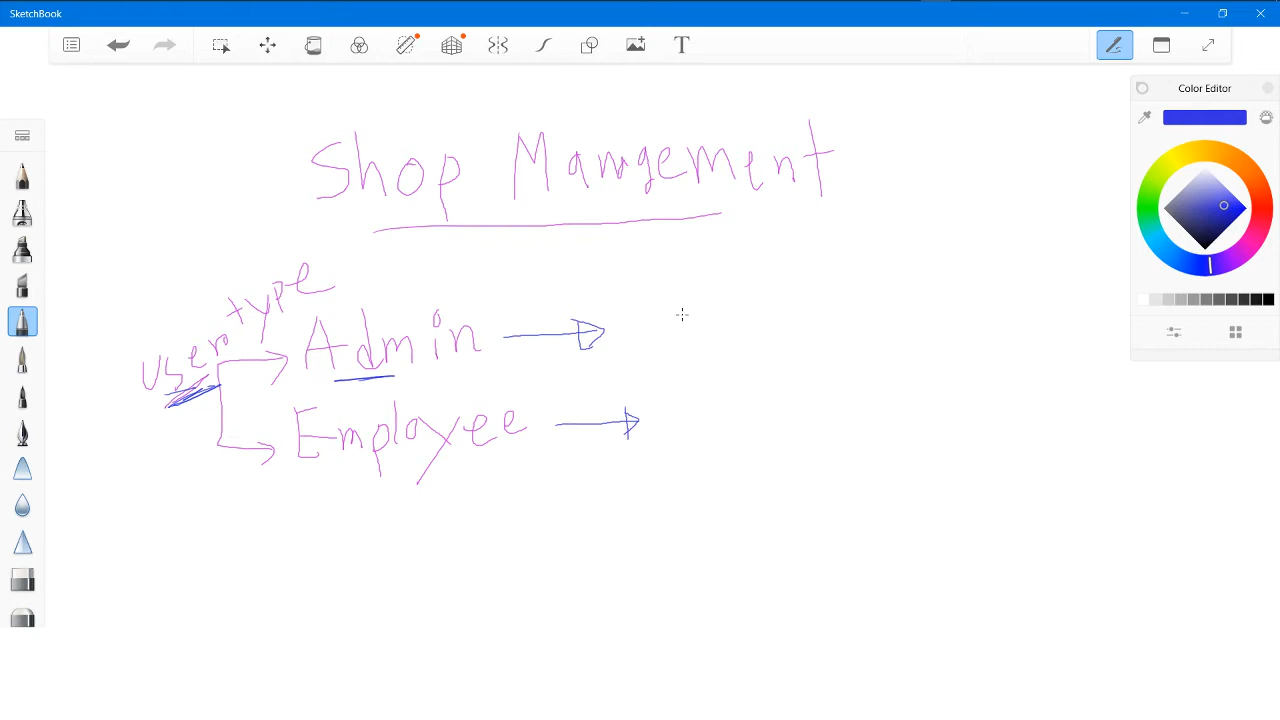 SketchBook
T
Color Editor
Shop Mangement
user type
Admin
Employee